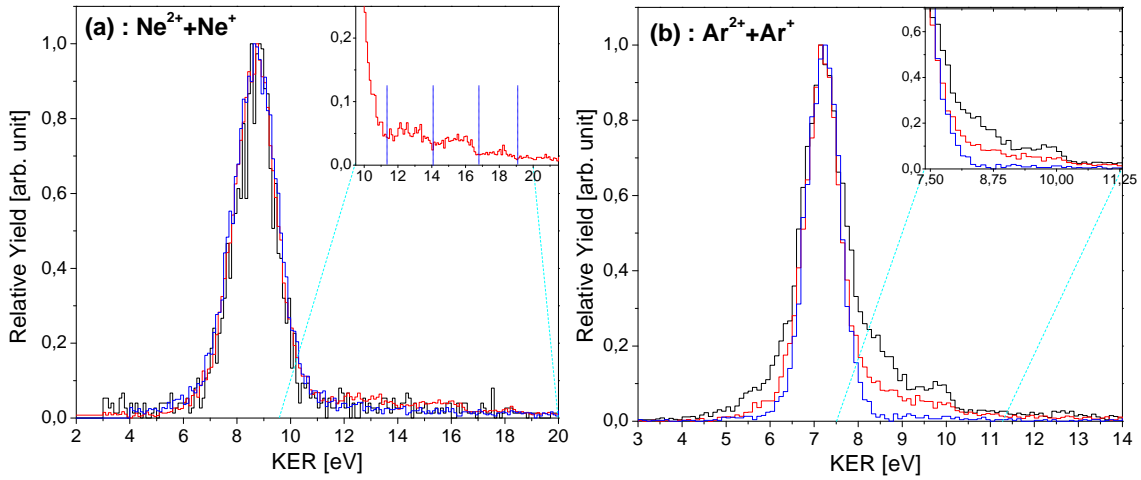 (a) : Ne²⁺+Ne⁺
Relative Yield [arb. unit]
1,0
0,8
0,6
0,4
0,2
0,0
2 4 6 8 10 12 14 16 18 20
KER [eV]
0,2
0,1
0,0
10 12 14 16 18 20
(b) : Ar²⁺+Ar⁺
Relative Yield [arb. unit]
1,0
0,8
0,6
0,4
0,2
0,0
3 4 5 6 7 8 9 10 11 12 13 14
KER [eV]
0,6
0,4
0,2
0,0
7,50 8,75 10,00 11,25